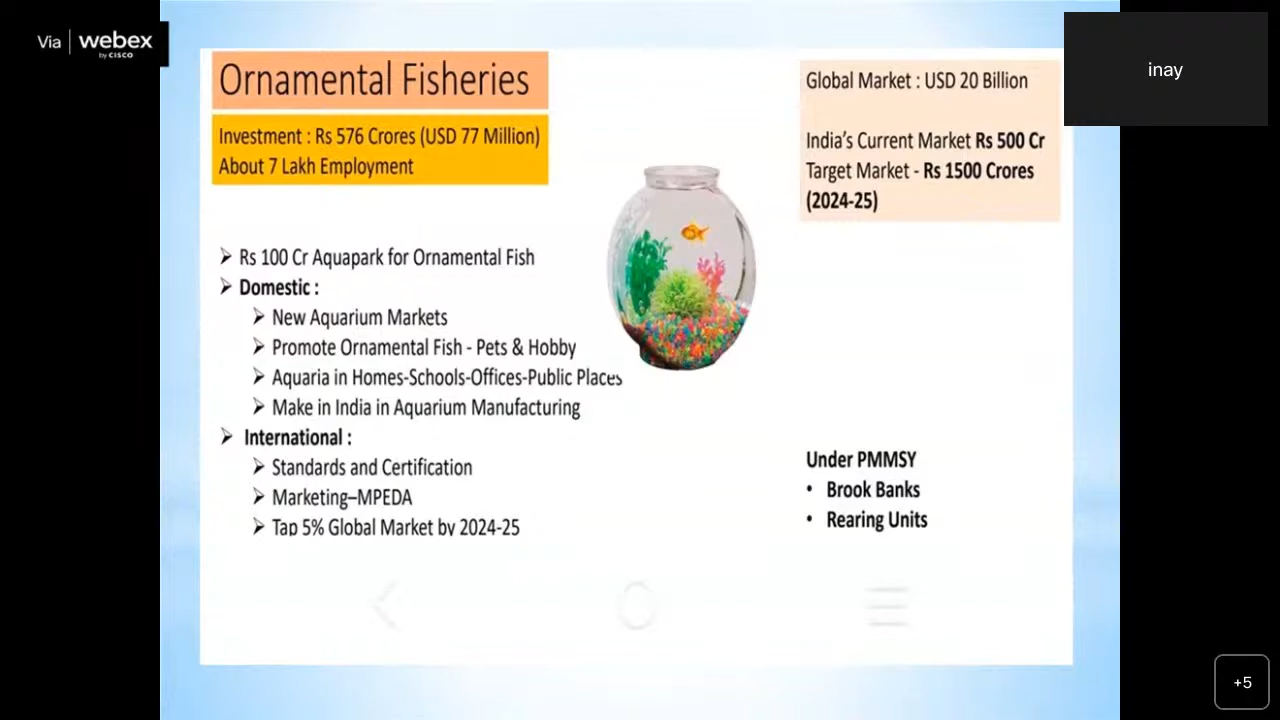 Via | webex
by CISCO
inay
Ornamental Fisheries
Investment : Rs 576 Crores (USD 77 Million)
About 7 Lakh Employment
Global Market : USD 20 Billion
India's Current Market Rs 500 Cr
Target Market - Rs 1500 Crores
(2024-25)
➢ Rs 100 Cr Aquapark for Ornamental Fish
➢ Domestic :
➢ New Aquarium Markets
➢ Promote Ornamental Fish - Pets & Hobby
➢ Aquaria in Homes-Schools-Offices-Public Places
➢ Make in India in Aquarium Manufacturing
➢ International :
➢ Standards and Certification
➢ Marketing–MPEDA
➢ Tap 5% Global Market by 2024-25
Under PMMSY
• Brook Banks
• Rearing Units
+5